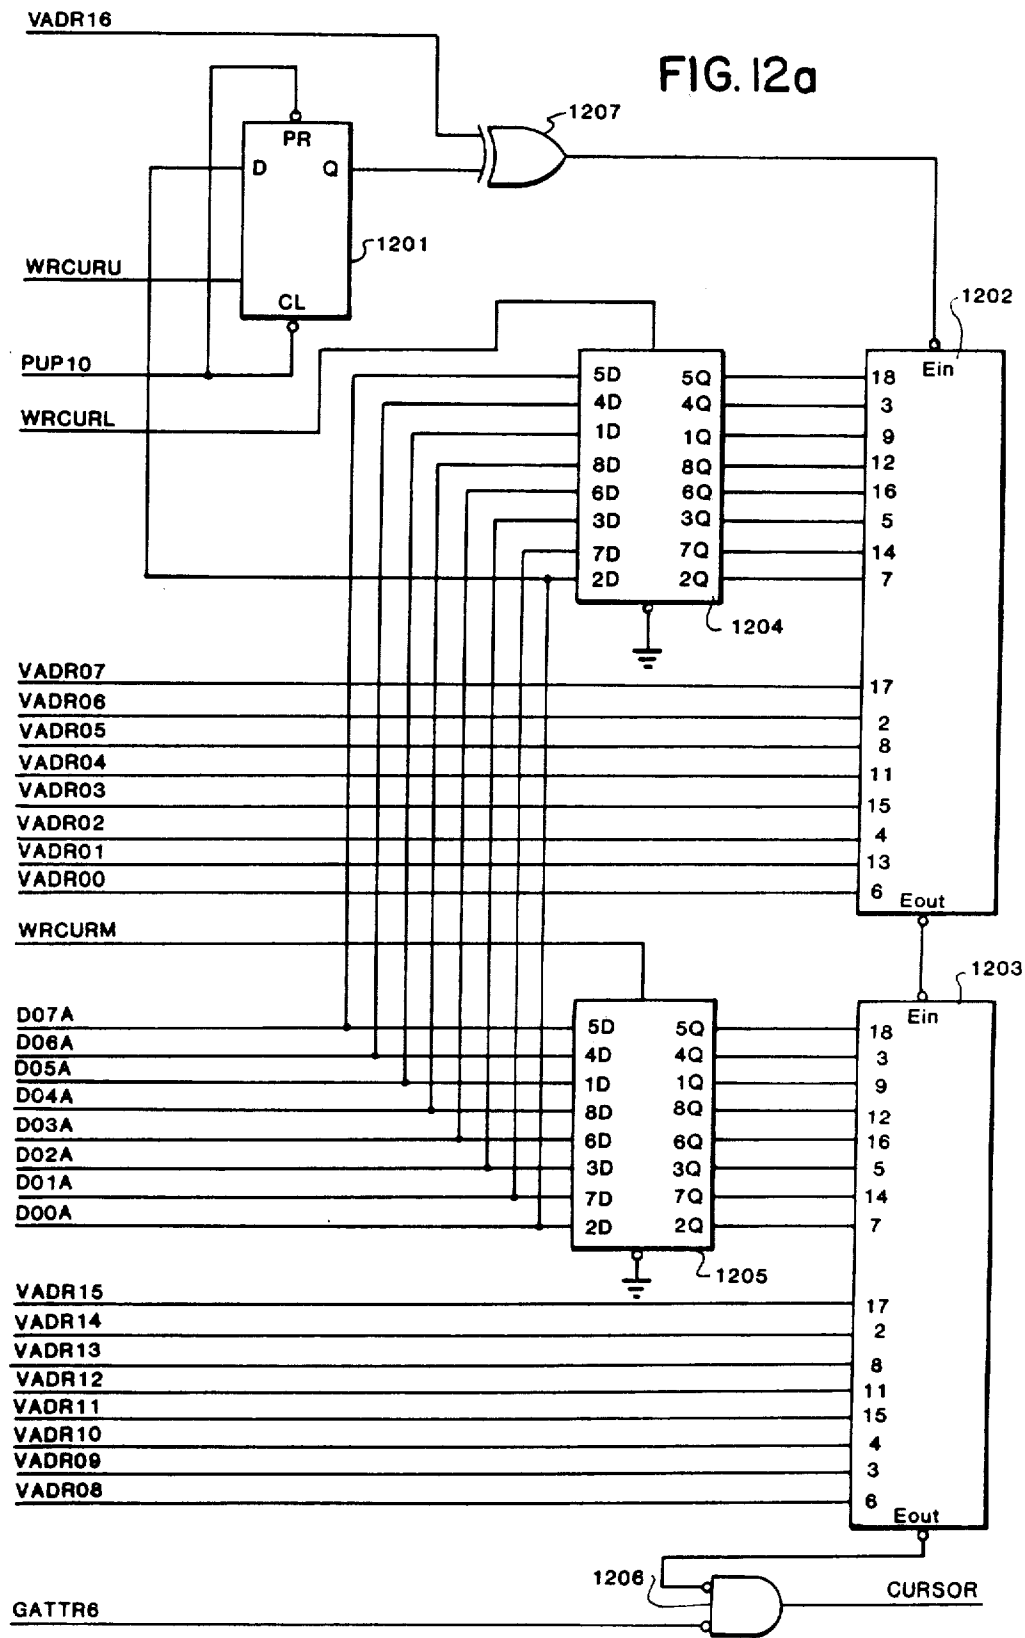 VADR16
FIG. 12a
1207
PR
D Q
1201
WRCURU
CL
1202
PUP10
Ein
WRCURL
5D 5Q 18
4D 4Q 3
1D 1Q 9
8D 8Q 12
6D 6Q 16
3D 3Q 5
7D 7Q 14
2D 2Q 7
1204
VADR07 17
VADR06 2
VADR05 8
VADR04 11
VADR03 15
VADR02 4
VADR01 13
VADR00 6
Eout
WRCURM
1203
Ein
D07A 5D 5Q 18
D06A 4D 4Q 3
D05A 1D 1Q 9
D04A 8D 8Q 12
D03A 6D 6Q 16
D02A 3D 3Q 5
D01A 7D 7Q 14
D00A 2D 2Q 7
1205
VADR15 17
VADR14 2
VADR13 8
VADR12 11
VADR11 15
VADR10 4
VADR09 3
VADR08 6
Eout
1206
CURSOR
GATTR6